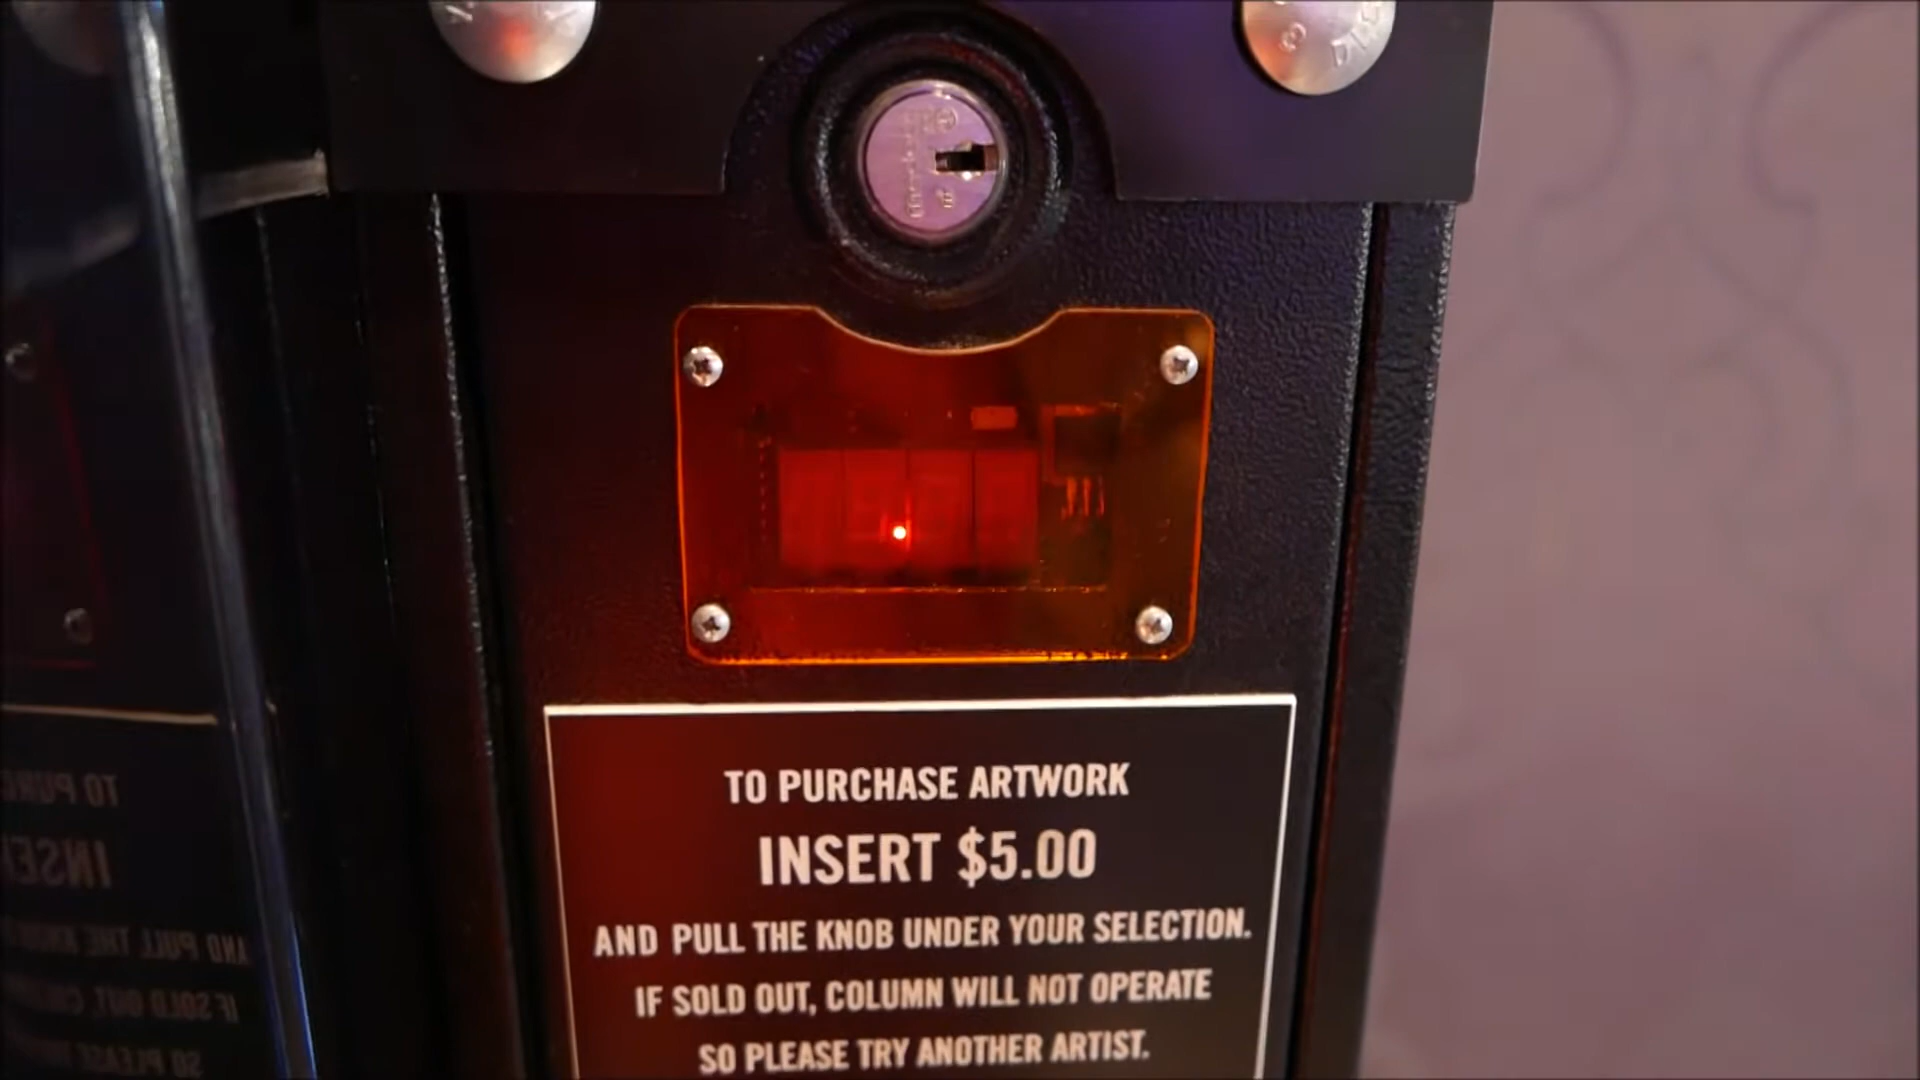 TO PURCHASE ARTWORK
INSERT $5.00
AND PULL THE KNOB UNDER YOUR SELECTION.
IF SOLD OUT, COLUMN WILL NOT OPERATE
SO PLEASE TRY ANOTHER ARTIST.